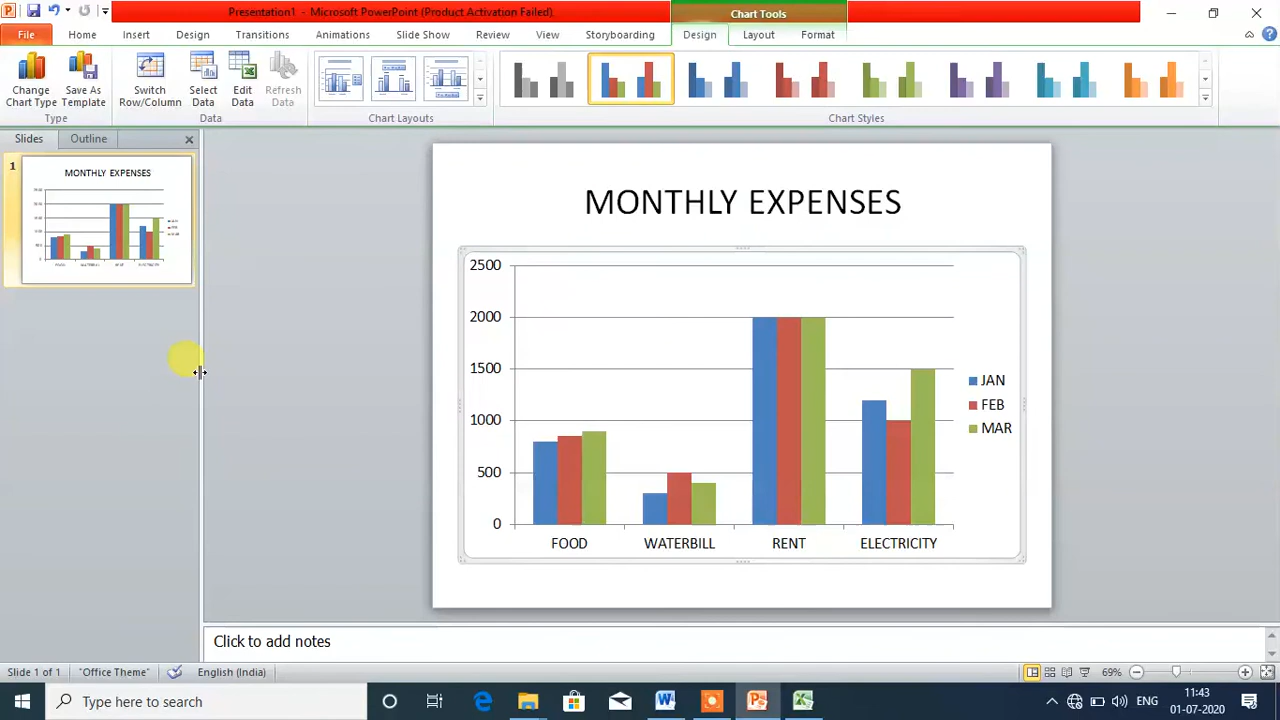 Presentation1 - Microsoft PowerPoint (Product Activation Failed)
Chart Tools
File Home Insert Design Transitions Animations Slide Show Review View Storyboarding Design Layout Format
Change Chart Type
Save As Template
Switch Row/Column
Select Data
Edit Data
Refresh Data
Type Data Chart Layouts Chart Styles
Slides Outline
1
MONTHLY EXPENSES
MONTHLY EXPENSES
2500
2000
1500
1000
500
0
FOOD WATERBILL RENT ELECTRICITY
JAN
FEB
MAR
Click to add notes
Slide 1 of 1 "Office Theme" English (India) 69%
Type here to search
ENG
11:43
01-07-2020